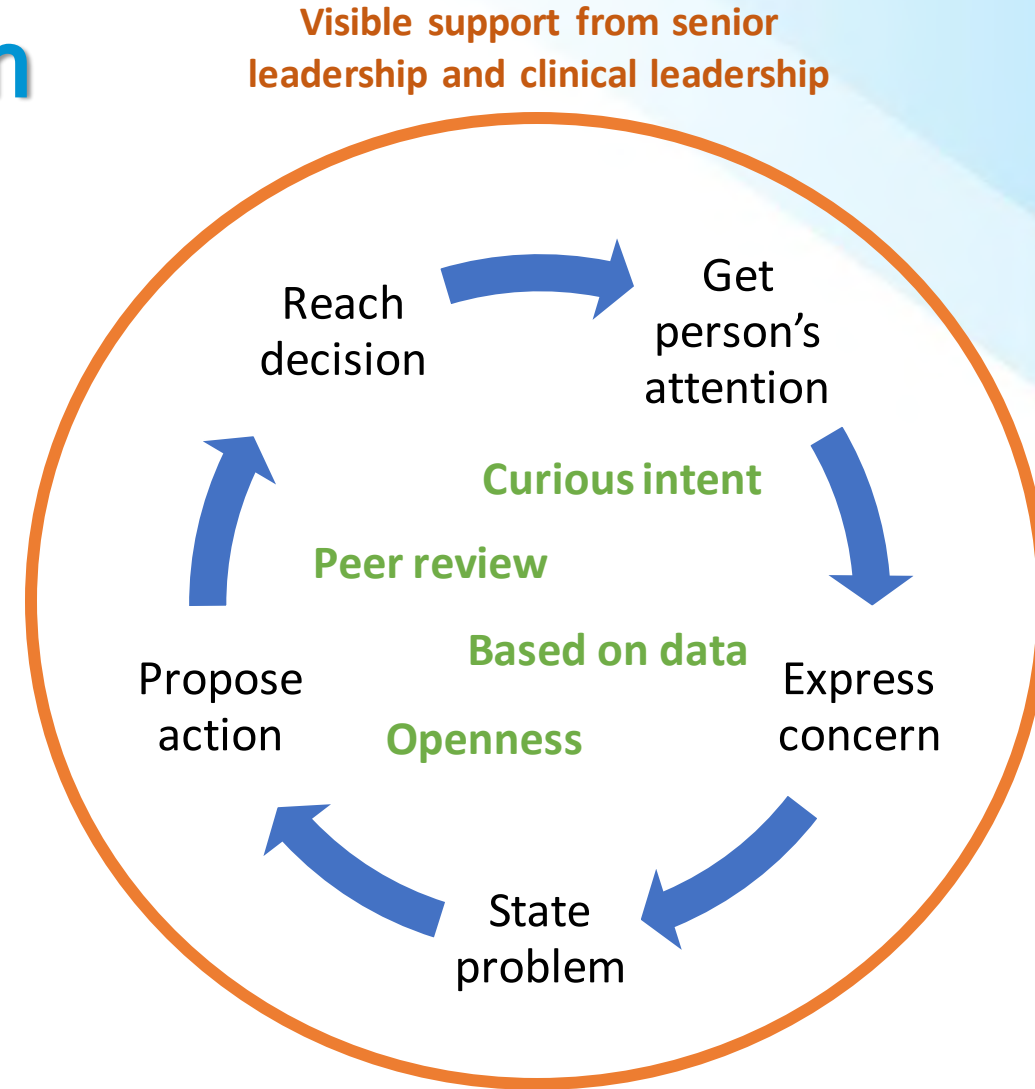 Visible support from senior
leadership and clinical leadership
Reach
decision
Get
person’s
attention
Curious intent
Peer review
Based on data
Express
concern
Propose
action
Openness
State
problem